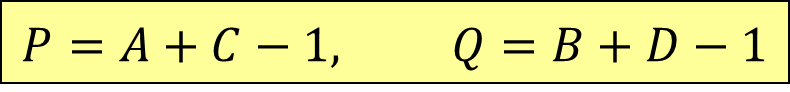 P = A + C − 1, Q = B + D − 1